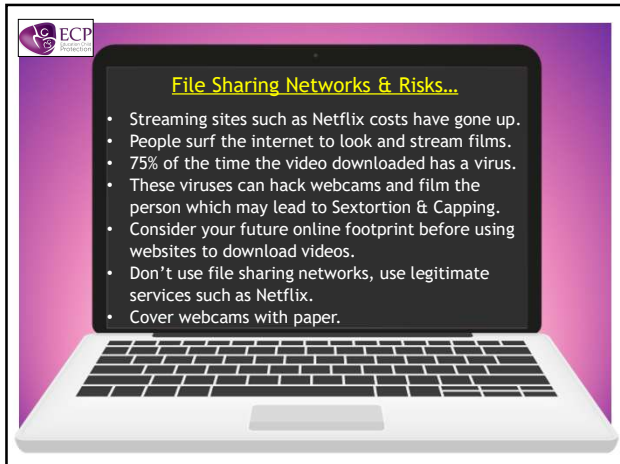 ECP
Education Child
Protection
File Sharing Networks & Risks...
• Streaming sites such as Netflix costs have gone up.
• People surf the internet to look and stream films.
• 75% of the time the video downloaded has a virus.
• These viruses can hack webcams and film the
person which may lead to Sextortion & Capping.
• Consider your future online footprint before using
websites to download videos.
• Don't use file sharing networks, use legitimate
services such as Netflix.
• Cover webcams with paper.